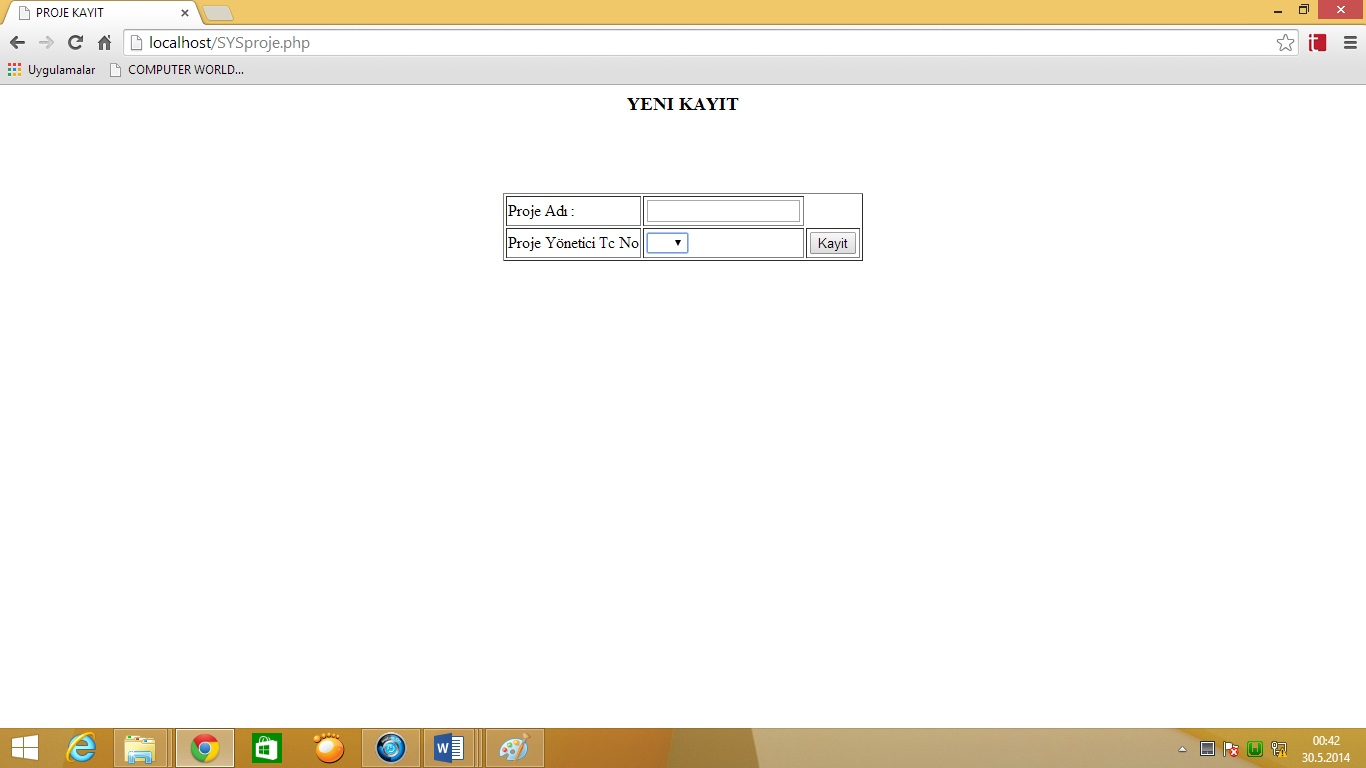 PROJE KAYIT
localhost/SYSproje.php
Uygulamalar COMPUTER WORLD...
YENI KAYIT
Proje Adı :
Proje Yönetici Tc No Kayit
00:42
30.5.2014